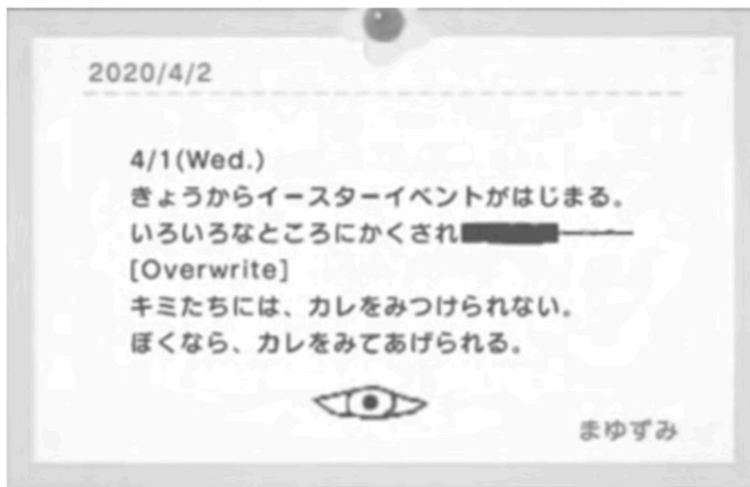 2020/4/2
4/1(Wed.)
きょうからイースターイベントがはじまる。
いろいろなところにかくされ
[Overwrite]
キミたちには、カレをみつけられない。
ぼくなら、カレをみてあげられる。
まゆずみ